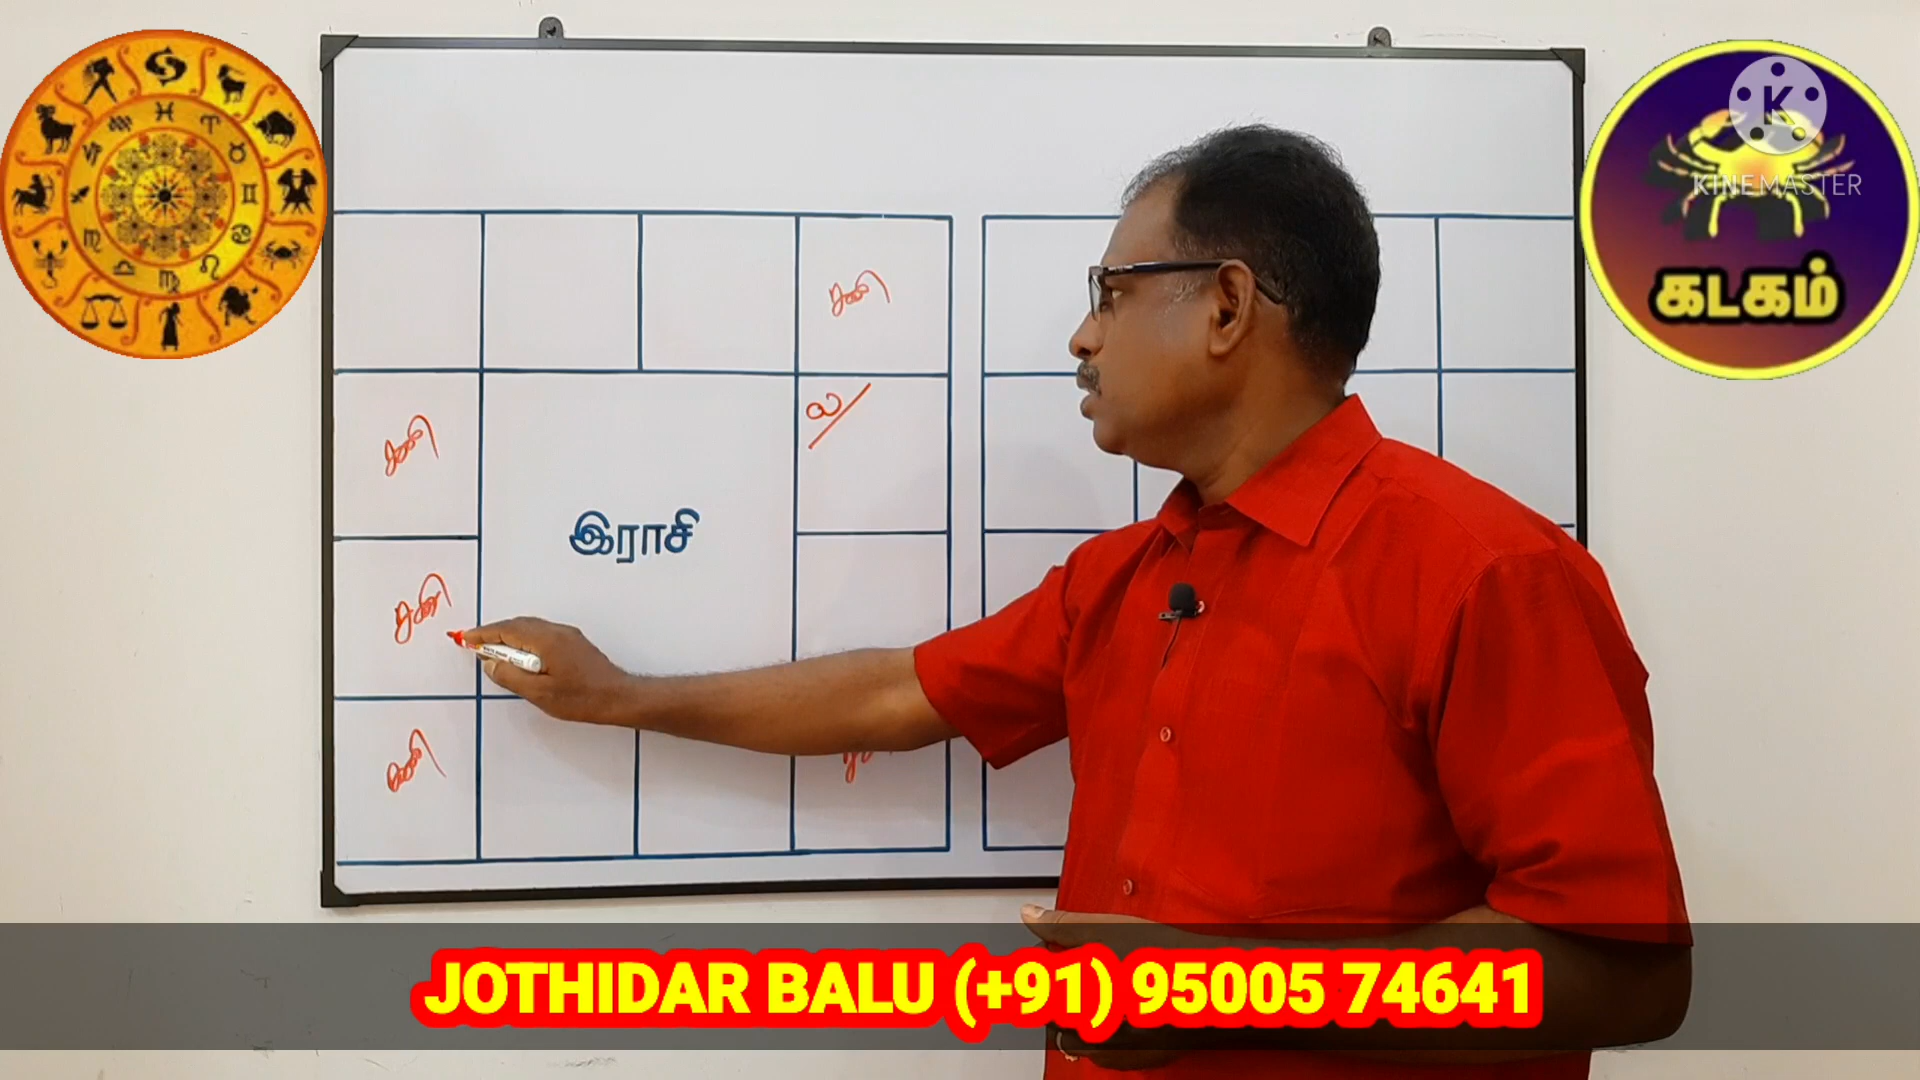 K
KINEMASTER
கடகம்
சனி
ல/
சனி
இராசி
சனி
சனி
JOTHIDAR BALU (+91) 95005 74641